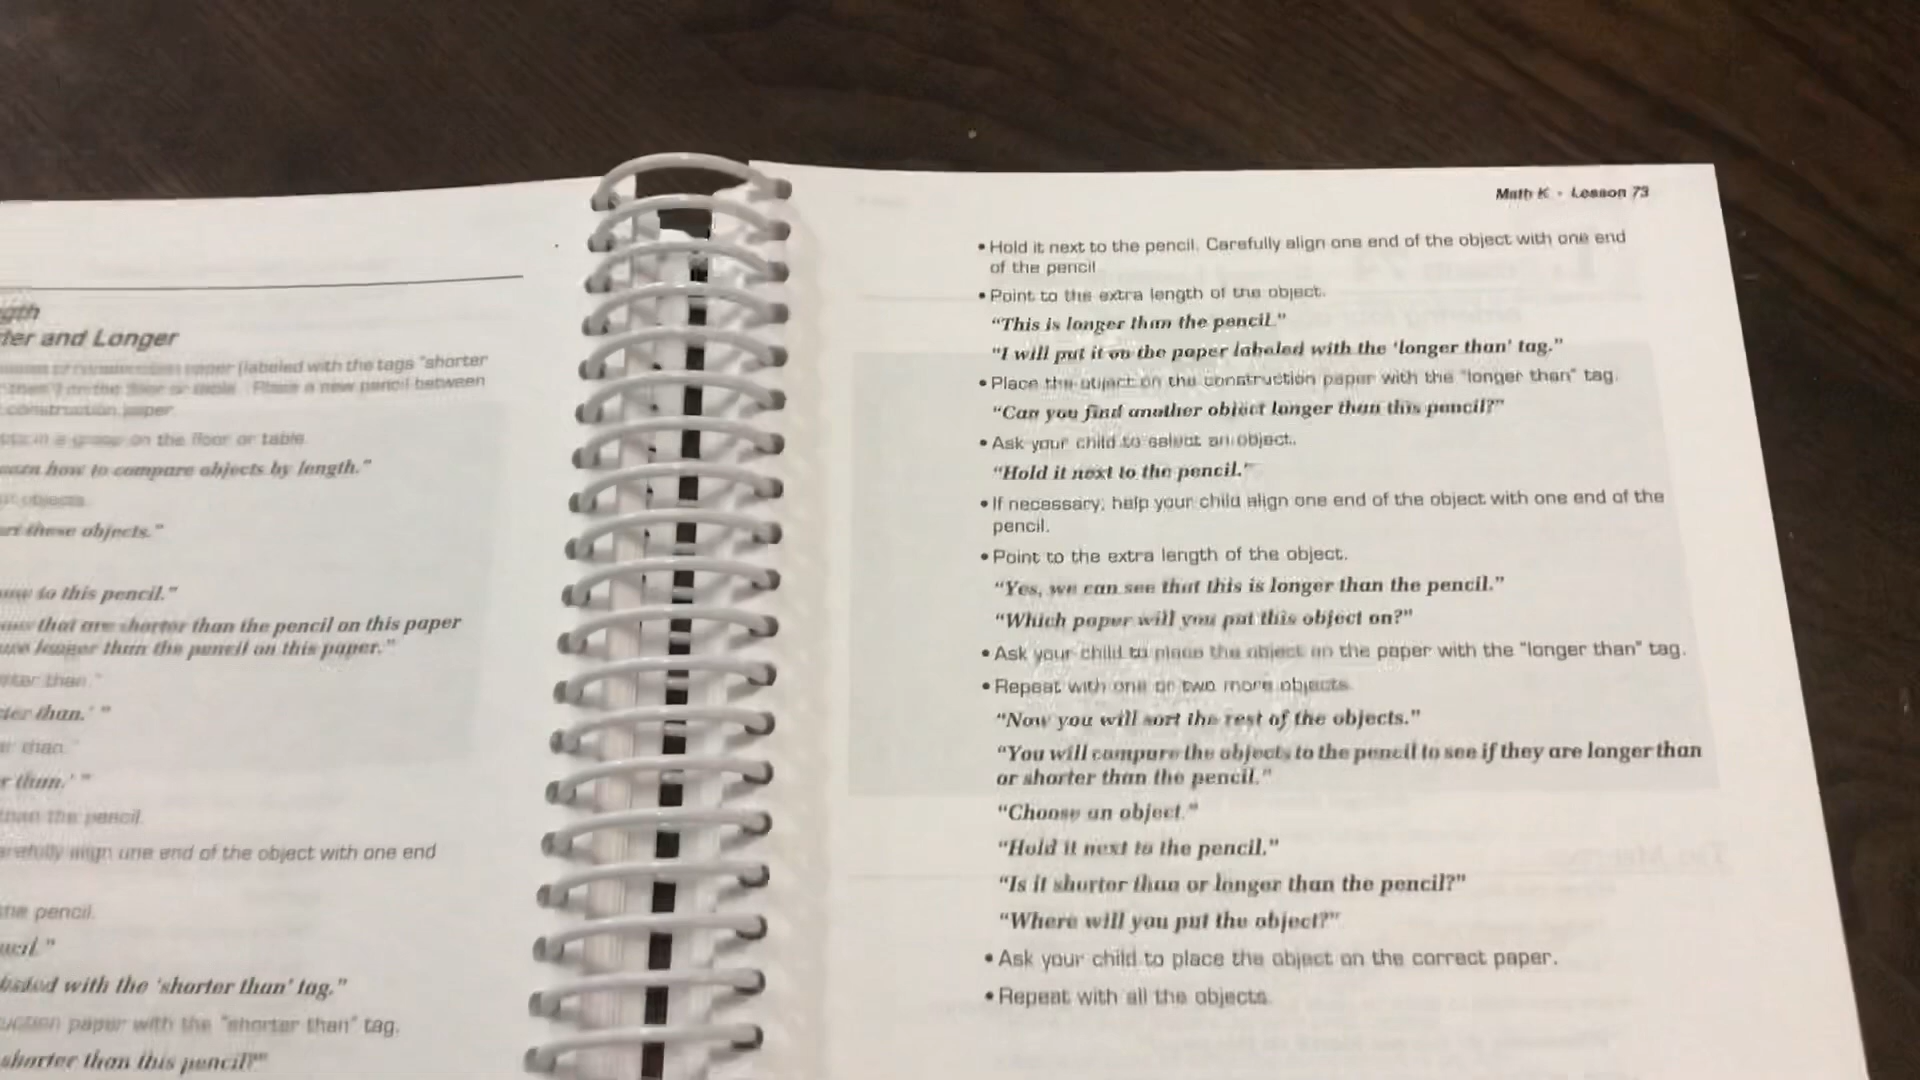 gth
ter and Longer
paper (labeled with the tags "shorter
on the floor or table. Place a new pencil between
construction paper.
in a group on the floor or table.
learn how to compare objects by length."
objects.
these objects."
to this pencil."
that are shorter than the pencil on this paper
are longer than the pencil on this paper."
than."
ter than.' "
than."
r than.' "
than the pencil.
carefully align one end of the object with one end
the pencil.
ncil."
labeled with the 'shorter than' tag."
uction paper with the "shorter than" tag.
shorter than this pencil?"
Math K • Lesson 73
• Hold it next to the pencil. Carefully align one end of the object with one end
of the pencil.
• Point to the extra length of the object.
"This is longer than the pencil."
"I will put it on the paper labeled with the 'longer than' tag."
• Place the object on the construction paper with the "longer than" tag.
"Can you find another object longer than this pencil?"
• Ask your child to select an object.
"Hold it next to the pencil."
• If necessary, help your child align one end of the object with one end of the
pencil.
• Point to the extra length of the object.
"Yes, we can see that this is longer than the pencil."
"Which paper will you put this object on?"
• Ask your child to place the object on the paper with the "longer than" tag.
• Repeat with one or two more objects.
"Now you will sort the rest of the objects."
"You will compare the objects to the pencil to see if they are longer than
or shorter than the pencil."
"Choose an object."
"Hold it next to the pencil."
"Is it shorter than or longer than the pencil?"
"Where will you put the object?"
• Ask your child to place the object on the correct paper.
• Repeat with all the objects.